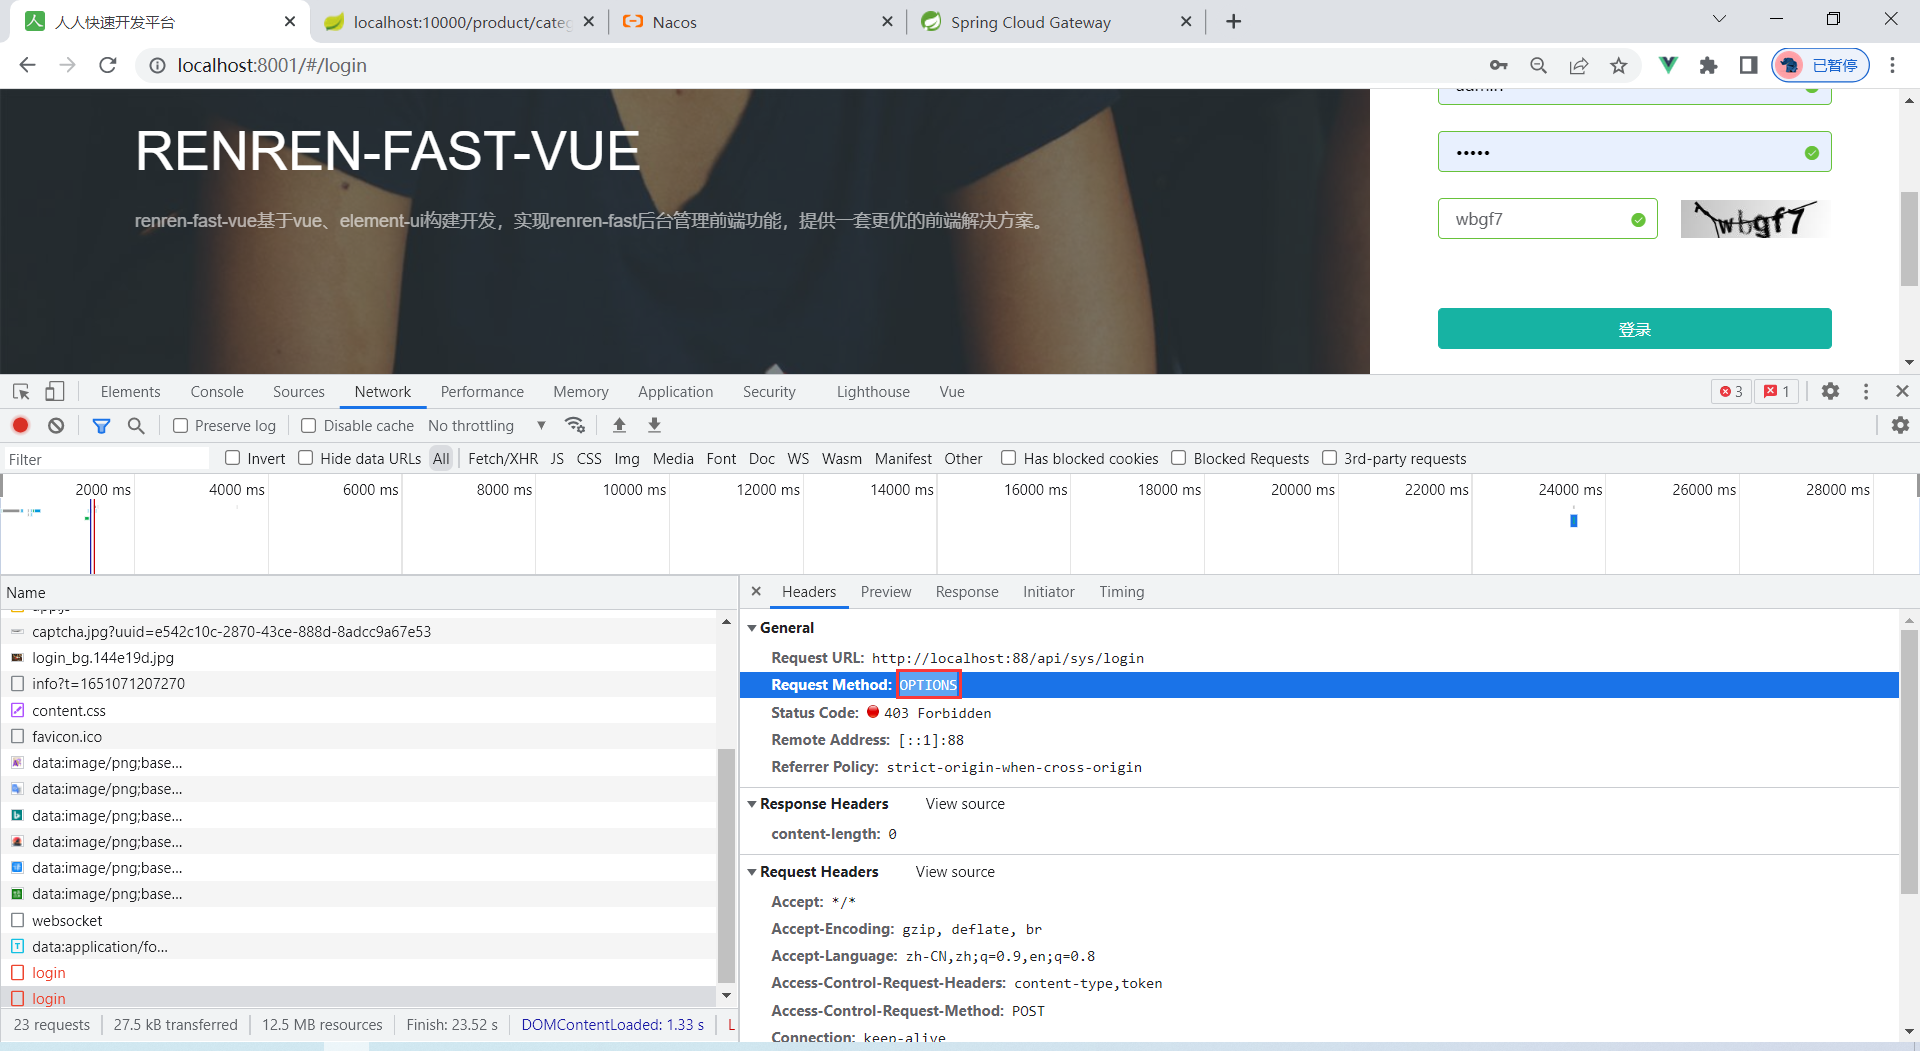 人人快速开发平台
localhost:10000/product/categ
Nacos
Spring Cloud Gateway
localhost:8001/#/login
已暂停
admin
RENREN-FAST-VUE
•••••
renren-fast-vue基于vue、element-ui构建开发，实现renren-fast后台管理前端功能，提供一套更优的前端解决方案。
wbgf7
wbgf7
登录
Elements Console Sources Network Performance Memory Application Security Lighthouse Vue
3
1
Preserve log Disable cache No throttling
Filter Invert Hide data URLs All Fetch/XHR JS CSS Img Media Font Doc WS Wasm Manifest Other Has blocked cookies Blocked Requests 3rd-party requests
2000 ms 4000 ms 6000 ms 8000 ms 10000 ms 12000 ms 14000 ms 16000 ms 18000 ms 20000 ms 22000 ms 24000 ms 26000 ms 28000 ms
Name
app.js
captcha.jpg?uuid=e542c10c-2870-43ce-888d-8adcc9a67e53
login_bg.144e19d.jpg
info?t=1651071207270
content.css
favicon.ico
data:image/png;base...
data:image/png;base...
data:image/png;base...
data:image/png;base...
data:image/png;base...
data:image/png;base...
websocket
data:application/fo...
login
login
23 requests 27.5 kB transferred 12.5 MB resources Finish: 23.52 s DOMContentLoaded: 1.33 s L
Headers Preview Response Initiator Timing
General
Request URL: http://localhost:88/api/sys/login
Request Method: OPTIONS
Status Code: 403 Forbidden
Remote Address: [::1]:88
Referrer Policy: strict-origin-when-cross-origin
Response Headers View source
content-length: 0
Request Headers View source
Accept: */*
Accept-Encoding: gzip, deflate, br
Accept-Language: zh-CN,zh;q=0.9,en;q=0.8
Access-Control-Request-Headers: content-type,token
Access-Control-Request-Method: POST
Connection: keep-alive